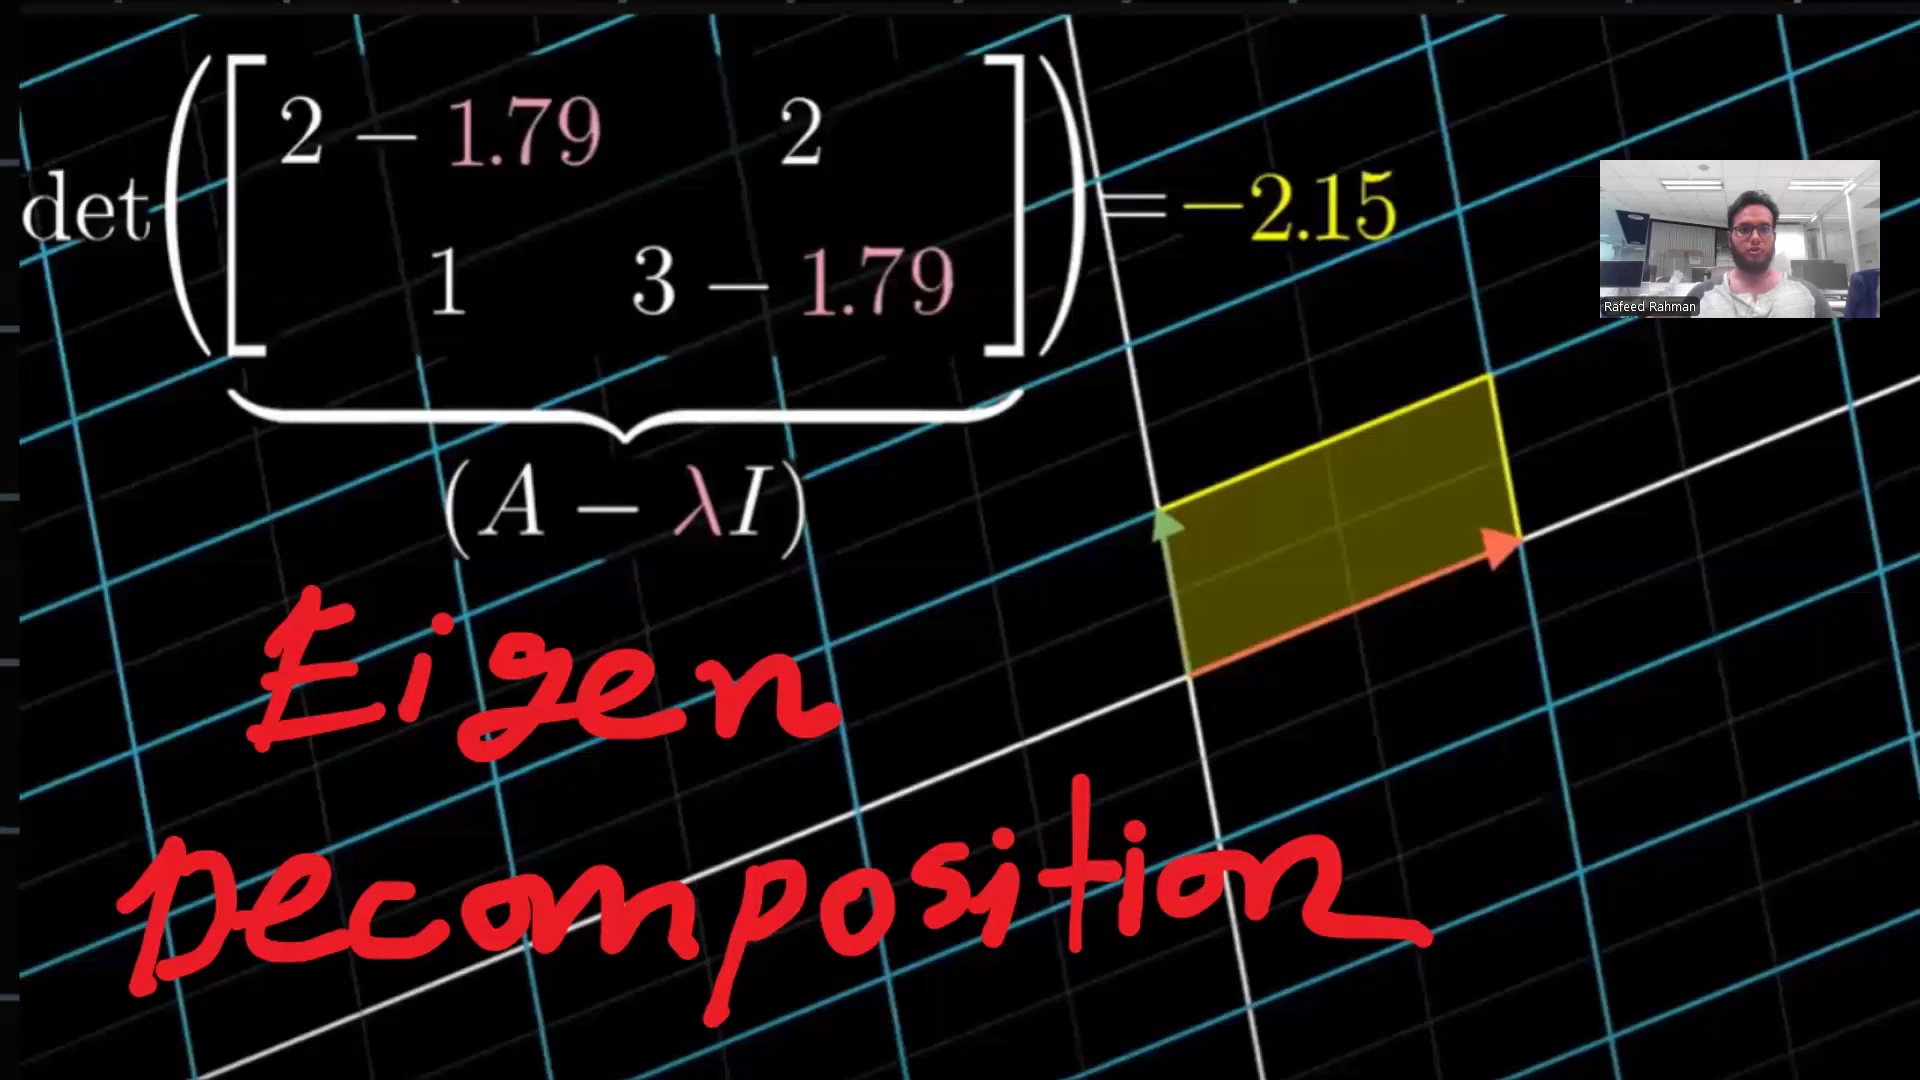 det([2 − 1.79 2
1 3 − 1.79]) = −2.15
(A − λI)
Eigen
Decomposition
Rafeed Rahman